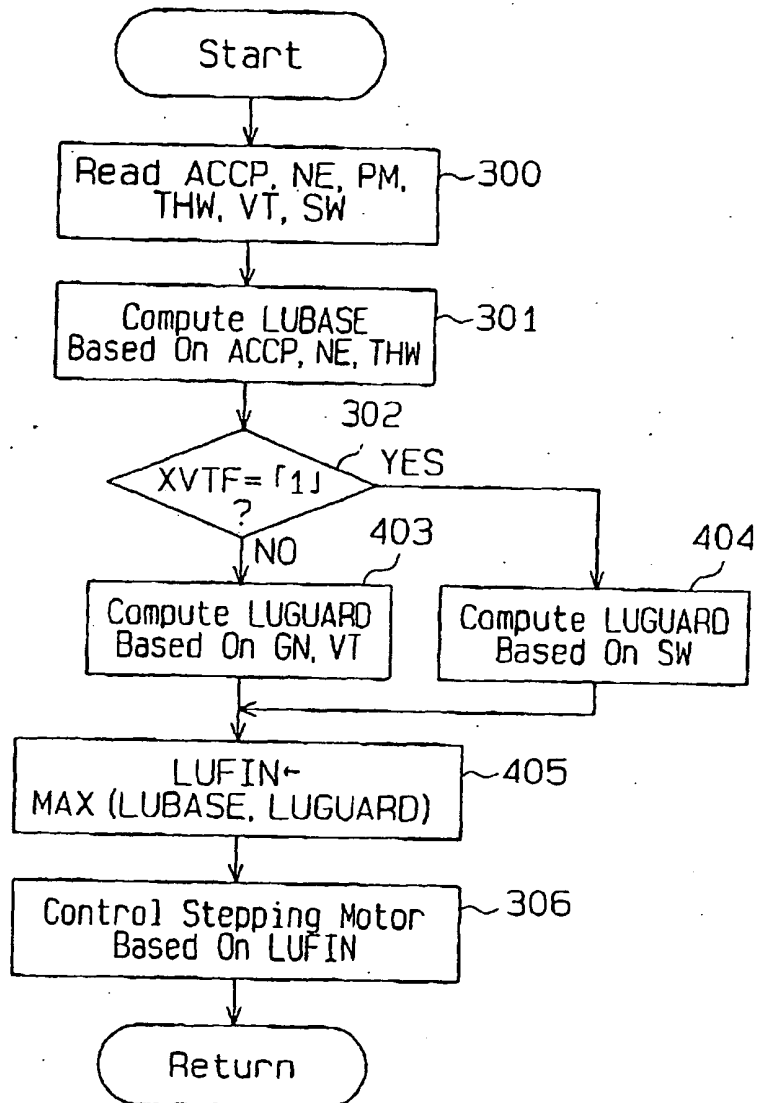 Start
Read ACCP, NE, PM,
THW, VT, SW
300
Compute LUBASE
Based On ACCP, NE, THW
301
302
XVTF=「1」
?
YES
NO
403
404
Compute LUGUARD
Based On GN, VT
Compute LUGUARD
Based On SW
LUFIN←
MAX (LUBASE, LUGUARD)
405
Control Stepping Motor
Based On LUFIN
306
Return